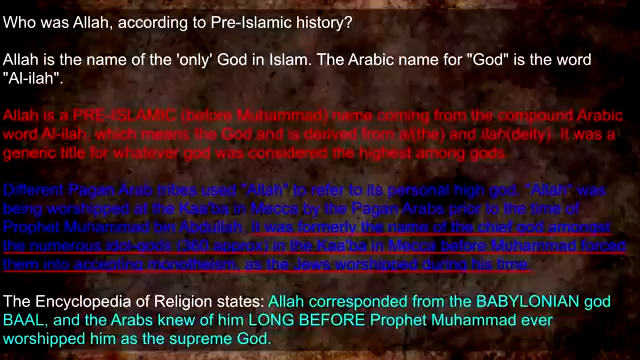 Who was Allah, according to Pre-Islamic history?
Allah is the name of the 'only' God in Islam. The Arabic name for "God" is the word
"Al-ilah".
Allah is a PRE-ISLAMIC (before Muhammad) name coming from the compound Arabic
word Al-ilah, which means the God and is derived from al(the) and ilah(deity). It was a
generic title for whatever god was considered the highest among gods.
Different Pagan Arab tribes used "Allah" to refer to its personal high god. "Allah" was
being worshipped at the Kaa'ba in Mecca by the Pagan Arabs prior to the time of
Prophet Muhammad bin Abdullah. It was formerly the name of the chief god amongst
the numerous idol-gods (360 approx) in the Kaa'ba in Mecca before Muhammad forced
them into accepting monotheism, as the Jews worshipped during his time.
The Encyclopedia of Religion states: Allah corresponded from the BABYLONIAN god
BAAL, and the Arabs knew of him LONG BEFORE Prophet Muhammad ever
worshipped him as the supreme God.